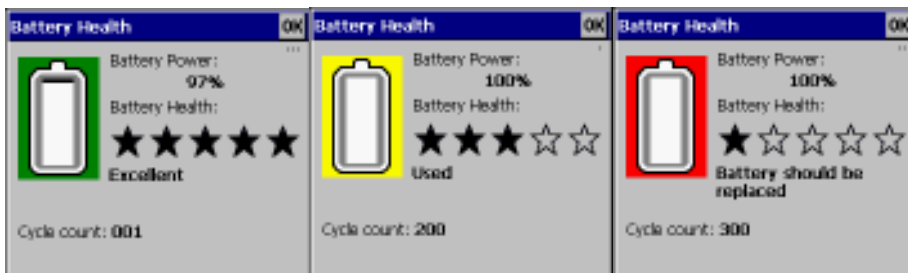 Battery Health OK
Battery Power:
97%
Battery Health:
Excellent
Cycle count: 001
Battery Health OK
Battery Power:
100%
Battery Health:
Used
Cycle count: 200
Battery Health OK
Battery Power:
100%
Battery Health:
Battery should be
replaced
Cycle count: 300